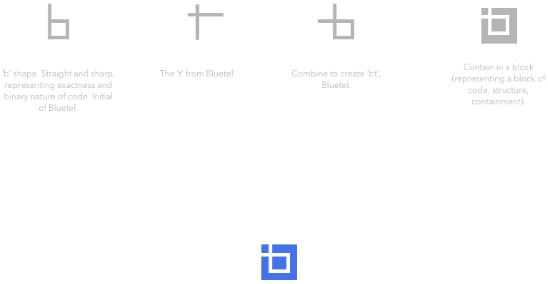 'b' shape. Straight and sharp,
representing exactness and
binary nature of code. Initial
of Bluetel.
The 't' from Bluetel.
Combine to create 'bt',
Bluetel.
Contain in a block
(representing a block of
code, structure,
containment).